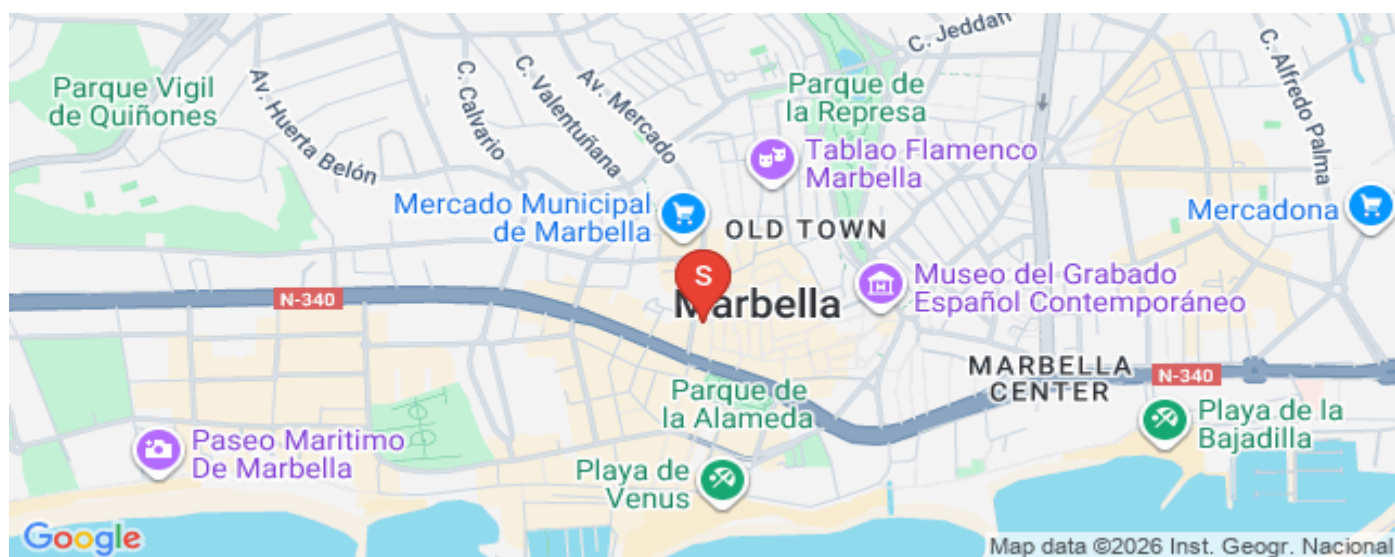 C. Jeddah
Parque Vigil
de Quiñones
Av. Huerta Belón
C. Calvario
C. Valentuñana
Av. Mercado
Parque de
la Represa
C. Alfredo Palma
Tablao Flamenco
Marbella
Mercado Municipal
de Marbella
OLD TOWN
Mercadona
S
Marbella
Museo del Grabado
Español Contemporáneo
N-340
MARBELLA
CENTER
N-340
Parque de
la Alameda
Playa de la
Bajadilla
Paseo Maritimo
De Marbella
Playa de
Venus
Google
Map data ©2026 Inst. Geogr. Nacional